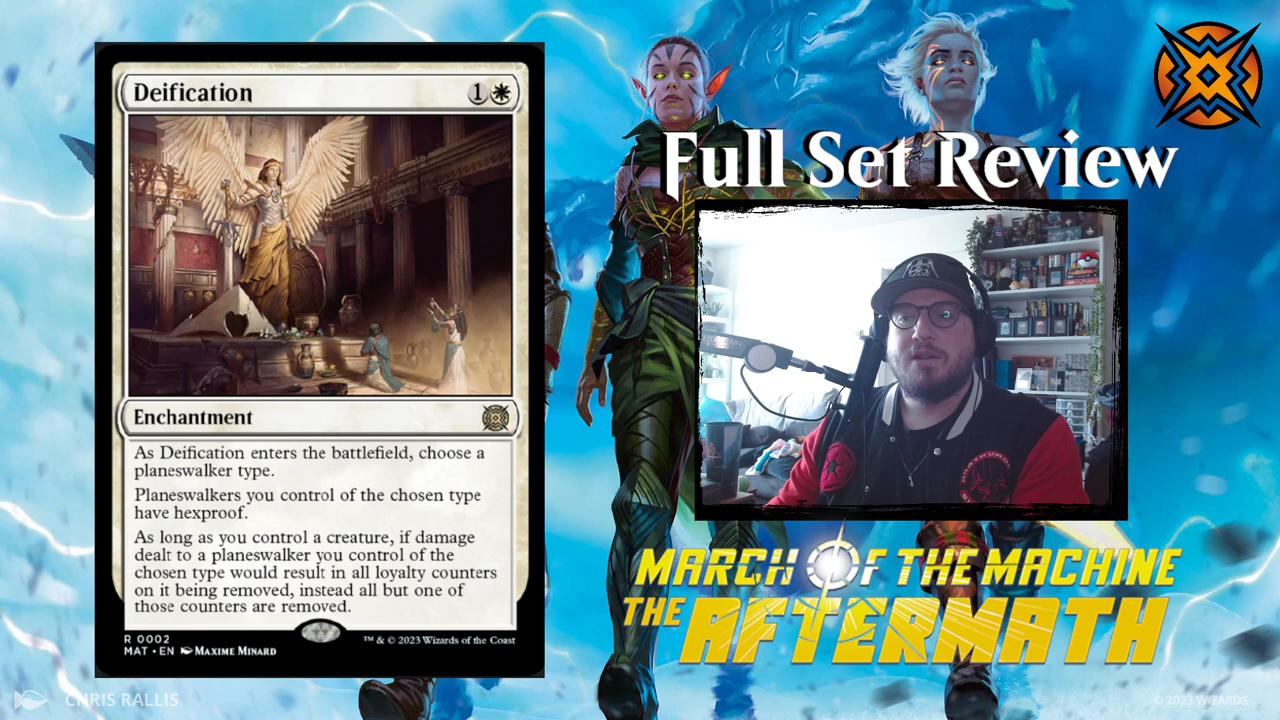 Deification
1
Enchantment
As Deification enters the battlefield, choose a
planeswalker type.
Planeswalkers you control of the chosen type
have hexproof.
As long as you control a creature, if damage
dealt to a planeswalker you control of the
chosen type would result in all loyalty counters
on it being removed, instead all but one of
those counters are removed.
R 0002
MAT • EN MAXIME MINARD
™ & © 2023 Wizards of the Coast
CHRIS RALLIS
Full Set Review
MARCH OF THE MACHINE
THE AFTERMATH
© 2023 WIZARDS